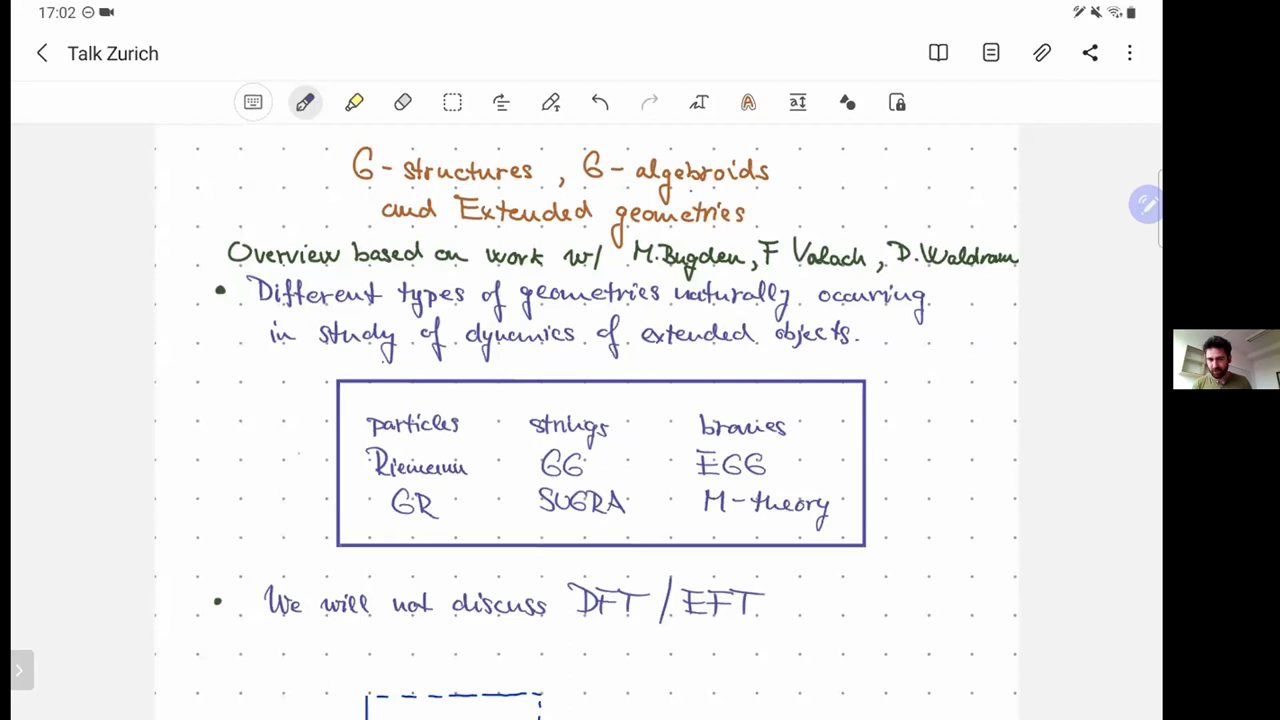 17:02
Talk Zurich
G-structures, G-algebroids
and Extended geometries
Overview based on work w/ M.Bugden, F Valach, D.Waldram
• Different types of geometries naturally occuring
in study of dynamics of extended objects.
particles strings branes
Riemann GG EGG
GR SUGRA M-theory
• We will not discuss DFT/EFT